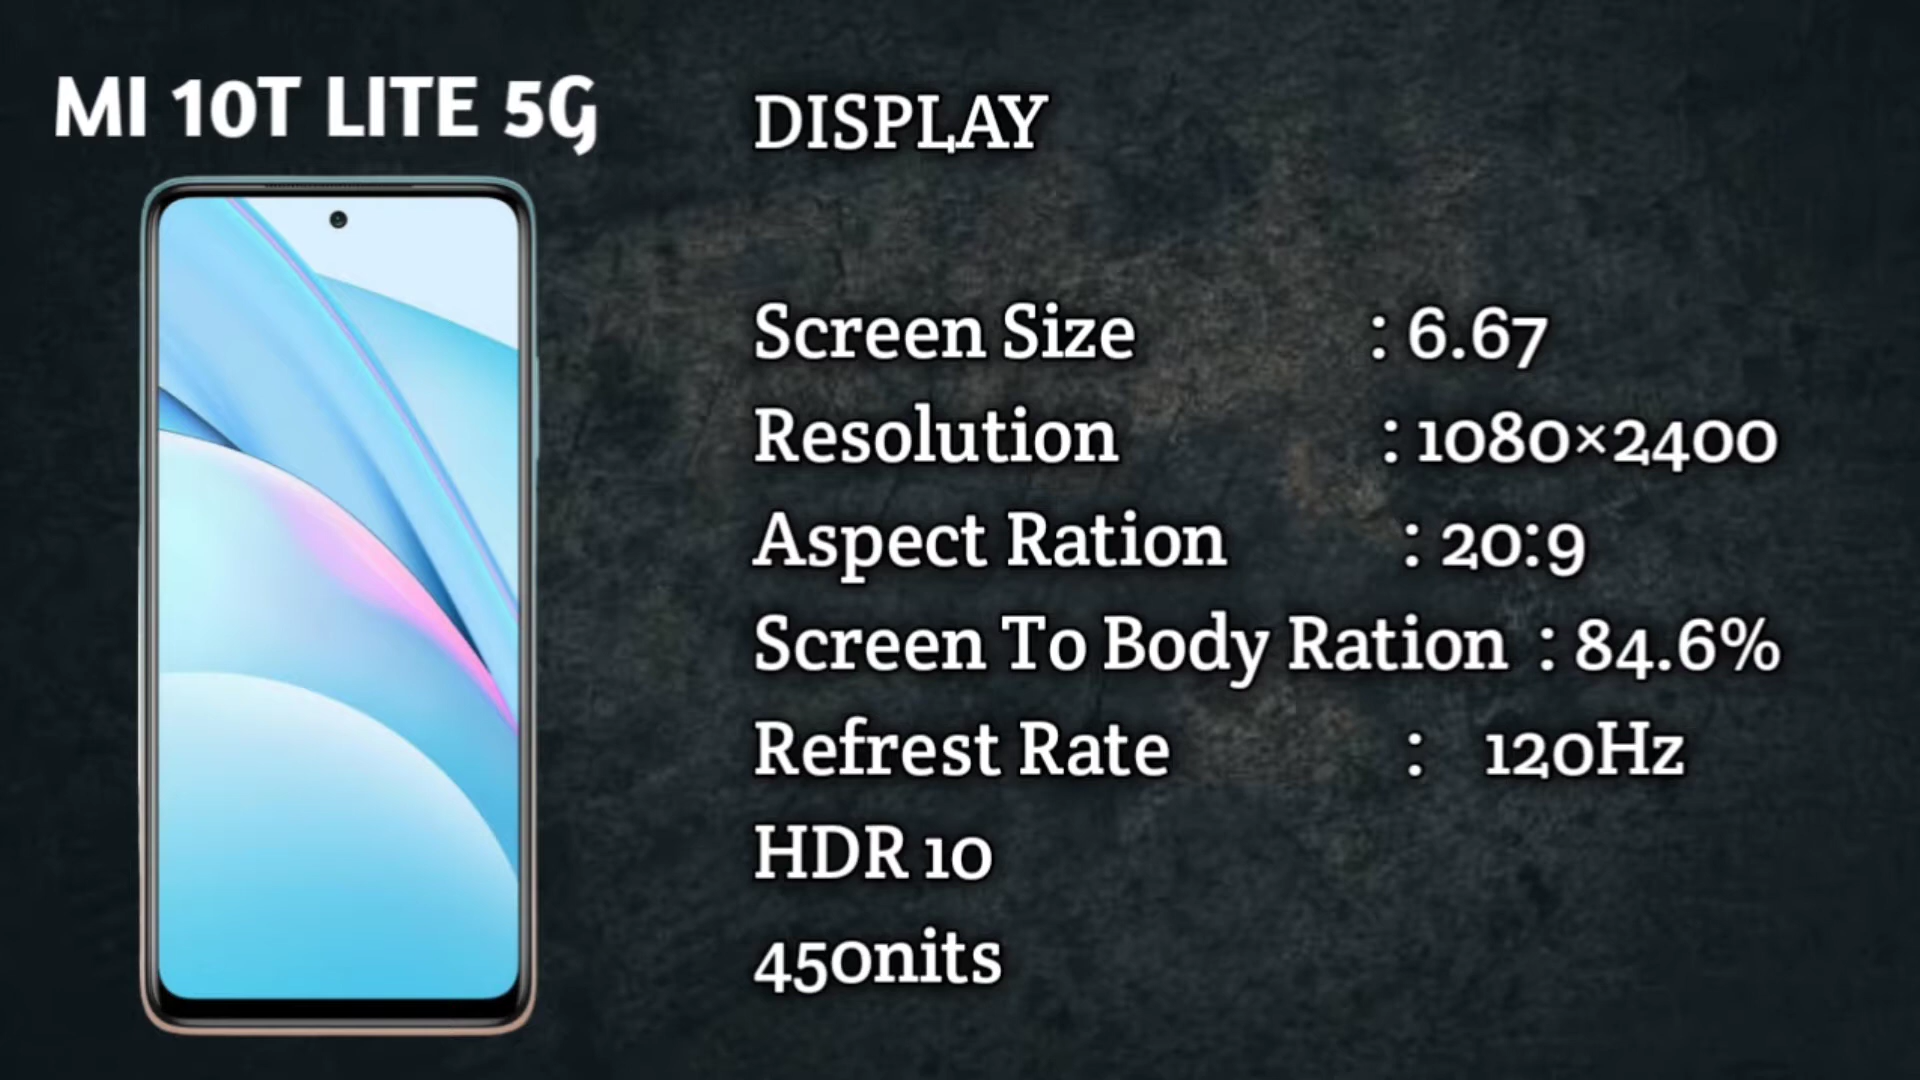 MI 10T LITE 5G
DISPLAY
Screen Size : 6.67
Resolution : 1080×2400
Aspect Ration : 20:9
Screen To Body Ration : 84.6%
Refrest Rate : 120Hz
HDR 10
450nits